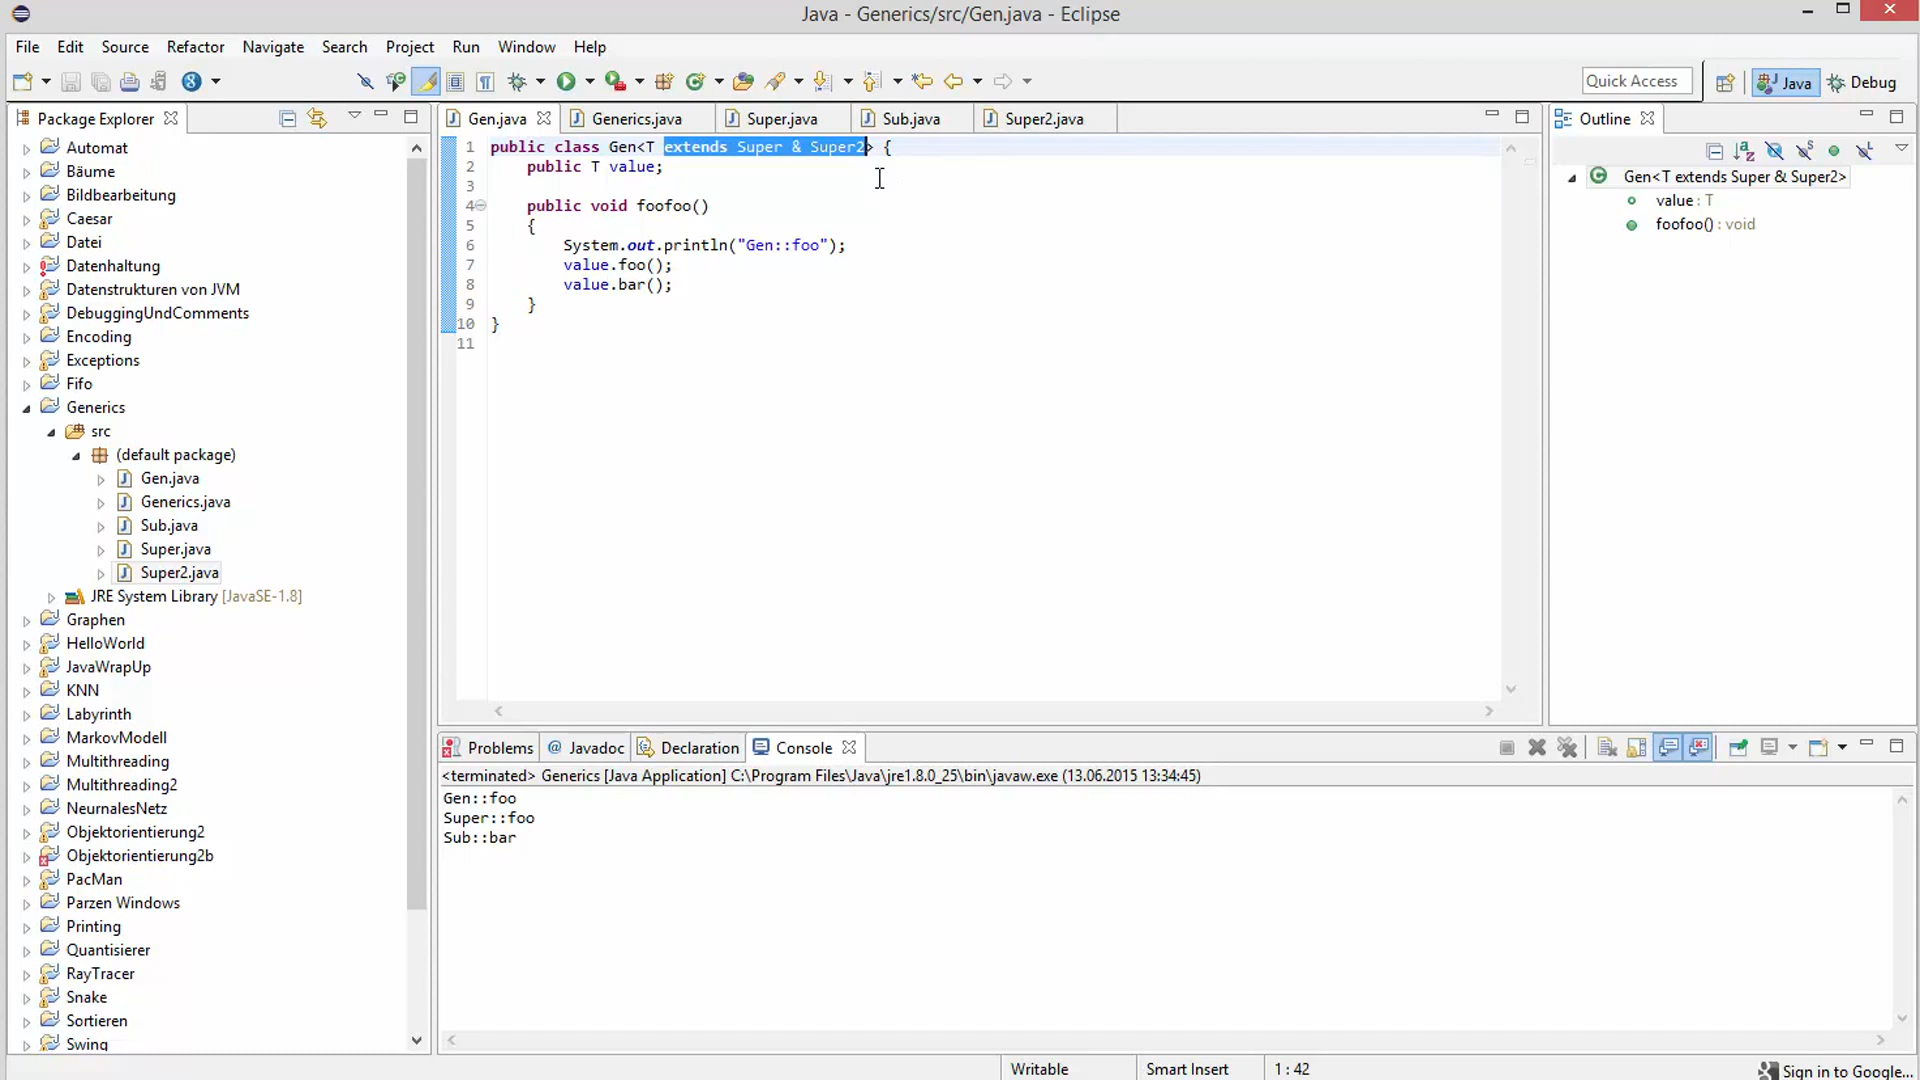 Java - Generics/src/Gen.java - Eclipse
File Edit Source Refactor Navigate Search Project Run Window Help
Quick Access
Java
Debug
Package Explorer
Automat
Bäume
Bildbearbeitung
Caesar
Datei
Datenhaltung
Datenstrukturen von JVM
DebuggingUndComments
Encoding
Exceptions
Fifo
Generics
src
(default package)
Gen.java
Generics.java
Sub.java
Super.java
Super2.java
JRE System Library [JavaSE-1.8]
Graphen
HelloWorld
JavaWrapUp
KNN
Labyrinth
MarkovModell
Multithreading
Multithreading2
NeurnalesNetz
Objektorientierung2
Objektorientierung2b
PacMan
Parzen Windows
Printing
Quantisierer
RayTracer
Snake
Sortieren
Swing
Gen.java Generics.java Super.java Sub.java Super2.java
1 public class Gen<T extends Super & Super2> {
2 public T value;
3
4 public void foofoo()
5 {
6 System.out.println("Gen::foo");
7 value.foo();
8 value.bar();
9 }
10 }
11
Outline
Gen<T extends Super & Super2>
value : T
foofoo() : void
Problems @ Javadoc Declaration Console
<terminated> Generics [Java Application] C:\Program Files\Java\jre1.8.0_25\bin\javaw.exe (13.06.2015 13:34:45)
Gen::foo
Super::foo
Sub::bar
Writable Smart Insert 1 : 42
Sign in to Google...